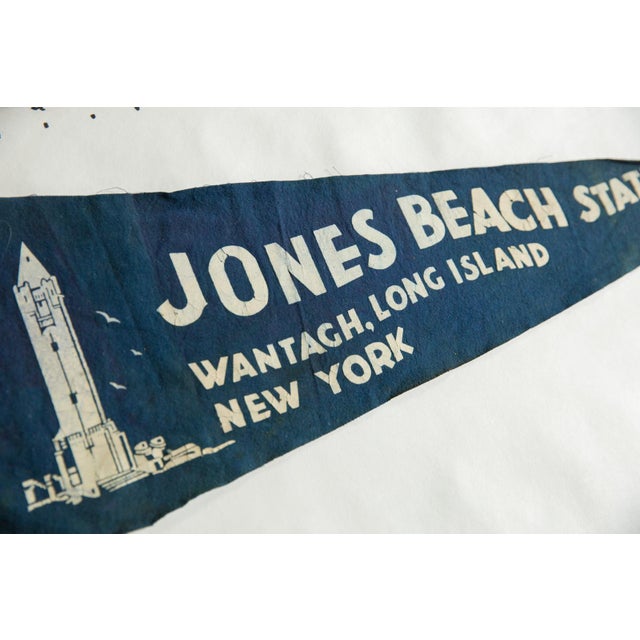 JONES BEACH STAT
WANTAGH, LONG ISLAND
NEW YORK